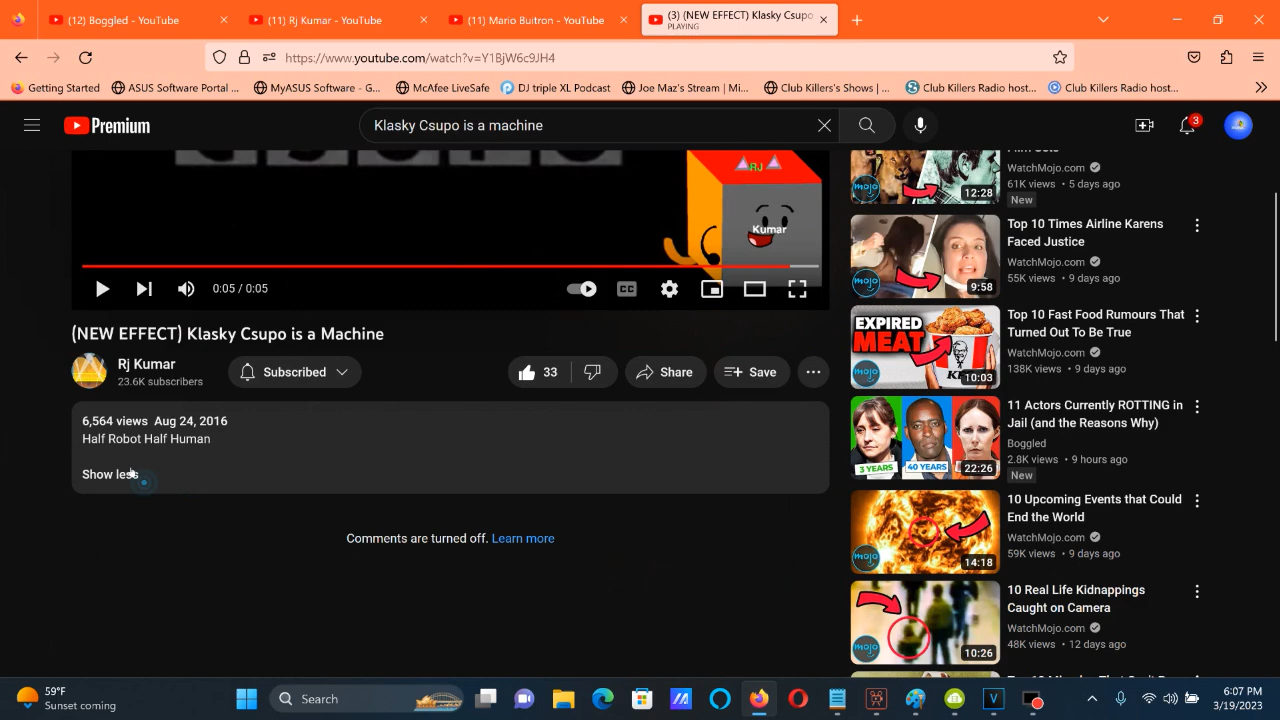 (12) Boggled - YouTube
(11) Rj Kumar - YouTube
(11) Mario Buitron - YouTube
(3) (NEW EFFECT) Klasky Csupo
PLAYING
https://www.youtube.com/watch?v=Y1BjW6c9JH4
Getting Started
ASUS Software Portal ...
MyASUS Software - G...
McAfee LiveSafe
DJ triple XL Podcast
Joe Maz's Stream | Mi...
Club Killers's Shows | ...
Club Killers Radio host...
Club Killers Radio host...
Premium
Klasky Csupo is a machine
3
RJ
Kumar
0:05 / 0:05
CC
(NEW EFFECT) Klasky Csupo is a Machine
Rj Kumar
23.6K subscribers
Subscribed
33
Share
Save
6,564 views Aug 24, 2016
Half Robot Half Human
Show less
Comments are turned off. Learn more
mojo
12:28
WatchMojo.com
61K views • 5 days ago
New
mojo
9:58
Top 10 Times Airline Karens
Faced Justice
WatchMojo.com
55K views • 9 days ago
EXPIRED
MEAT
KFC
mojo
10:03
Top 10 Fast Food Rumours That
Turned Out To Be True
WatchMojo.com
138K views • 9 days ago
3 YEARS
40 YEARS
22:26
11 Actors Currently ROTTING in
Jail (and the Reasons Why)
Boggled
2.8K views • 9 hours ago
New
mojo
14:18
10 Upcoming Events that Could
End the World
WatchMojo.com
59K views • 9 days ago
mojo
10:26
10 Real Life Kidnappings
Caught on Camera
WatchMojo.com
48K views • 12 days ago
59°F
Sunset coming
Search
V
6:07 PM
3/19/2023